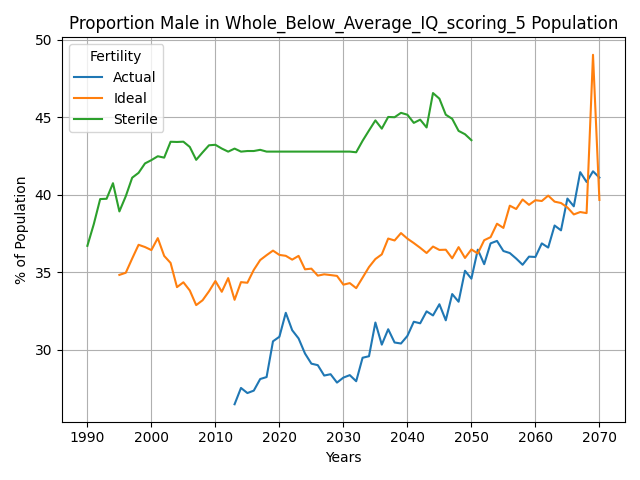 Proportion Male in Whole_Below_Average_IQ_scoring_5 Population
Fertility
Actual
Ideal
Sterile
% of Population
50
45
40
35
30
1990 2000 2010 2020 2030 2040 2050 2060 2070
Years